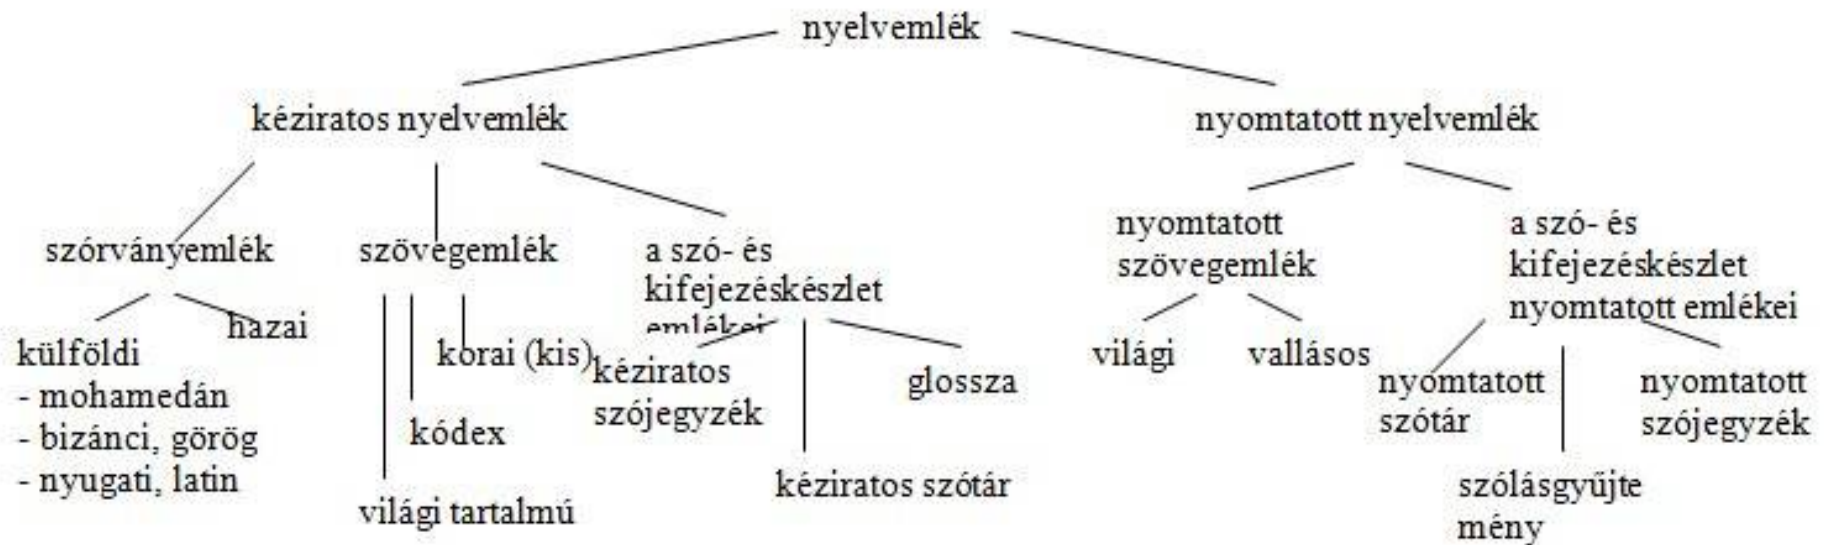 nyelvemlék
kéziratos nyelvemlék
nyomtatott nyelvemlék
szórványemlék
szövegemlék
a szó- és
kifejezéskészlet
emlékei
nyomtatott
szövegemlék
a szó- és
kifejezéskészlet
nyomtatott emlékei
külföldi
- mohamedán
- bizánci, görög
- nyugati, latin
hazai
korai (kis)
kódex
világi tartalmú
kéziratos
szójegyzék
kéziratos szótár
glossza
világi
vallásos
nyomtatott
szótár
szólásgyűjte
mény
nyomtatott
szójegyzék